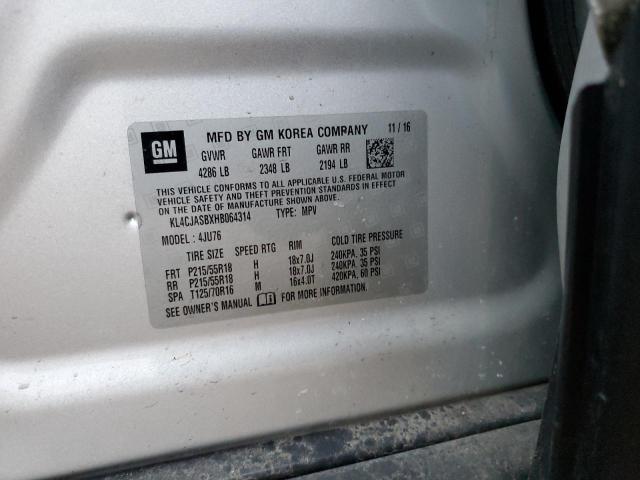 GM
MFD BY GM KOREA COMPANY 11 / 16
GVWR GAWR FRT GAWR RR
4286 LB 2348 LB 2194 LB
THIS VEHICLE CONFORMS TO ALL APPLICABLE U.S. FEDERAL MOTOR
VEHICLE SAFETY AND THEFT PREVENTION STANDARDS IN EFFECT
ON THE DATE OF MANUFACTURE SHOWN ABOVE.
KL4CJASBXHB064314 TYPE: MPV
MODEL: 4JU76
TIRE SIZE SPEED RTG RIM COLD TIRE PRESSURE
FRT P215/55R18 H 18x7.0J 240KPA, 35 PSI
RR P215/55R18 H 18x7.0J 240KPA, 35 PSI
SPA T125/70R16 M 16x4.0T 420KPA, 60 PSI
SEE OWNER'S MANUAL FOR MORE INFORMATION.